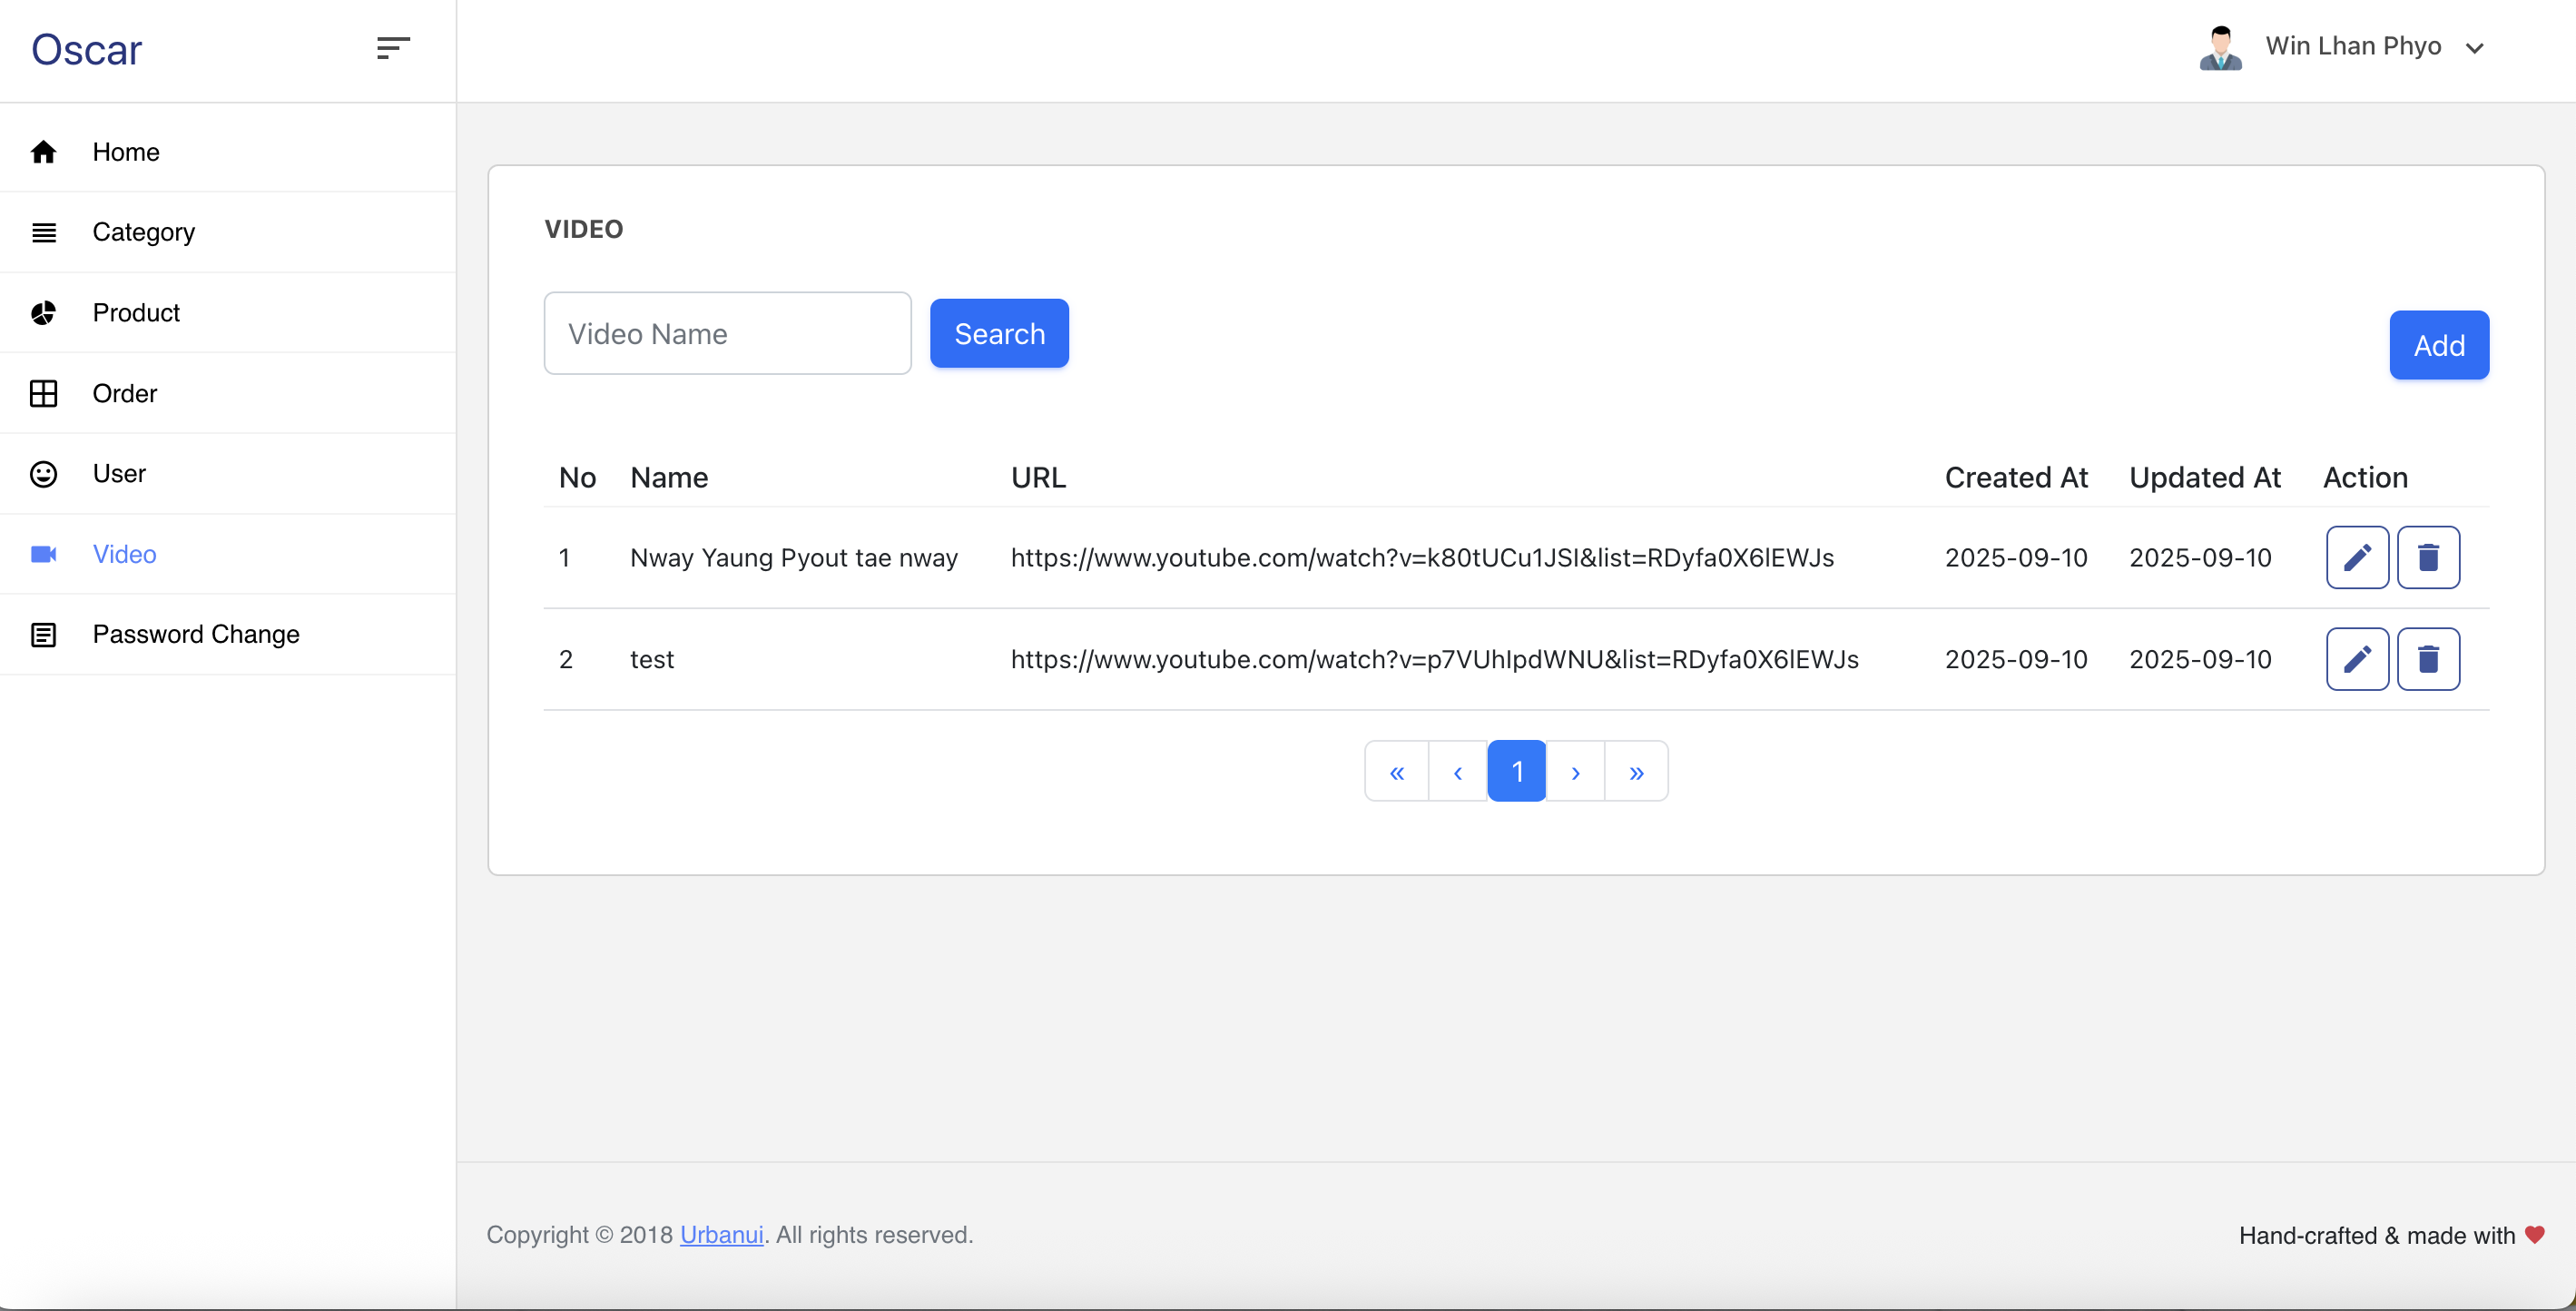 Oscar
Win Lhan Phyo
Home
Category
Product
Order
User
Video
Password Change
VIDEO
Video Name
Search
Add
No Name URL Created At Updated At Action
1 Nway Yaung Pyout tae nway https://www.youtube.com/watch?v=k80tUCu1JSI&list=RDyfa0X6lEWJs 2025-09-10 2025-09-10
2 test https://www.youtube.com/watch?v=p7VUhIpdWNU&list=RDyfa0X6lEWJs 2025-09-10 2025-09-10
« ‹ 1 › »
Copyright © 2018 Urbanui. All rights reserved.
Hand-crafted & made with